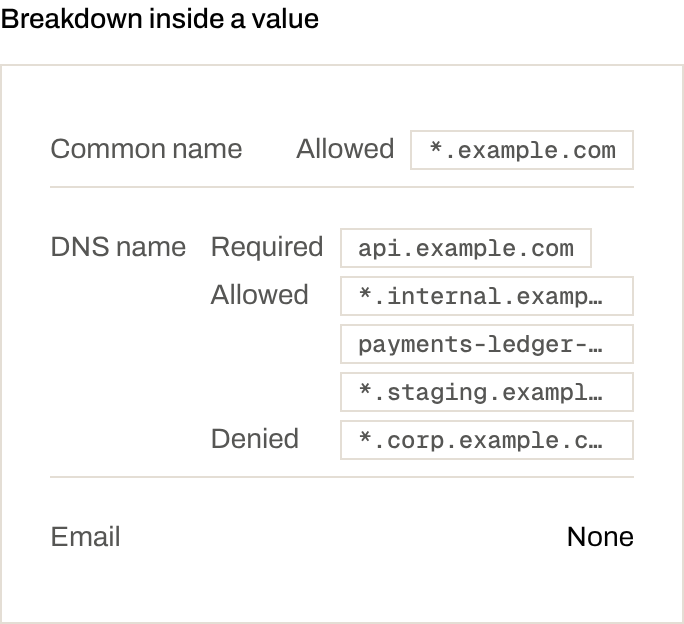 Breakdown inside a value
Common name Allowed *.example.com
DNS name Required api.example.com
Allowed *.internal.examp…
payments-ledger-…
*.staging.exampl…
Denied *.corp.example.c…
Email None